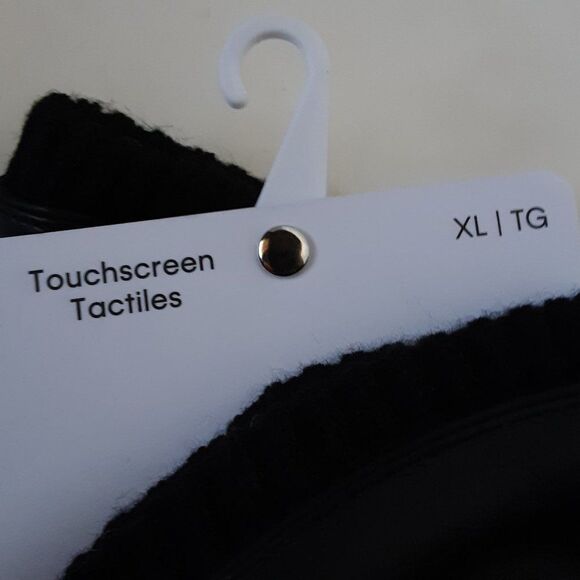 Touchscreen
Tactiles
XL | TG